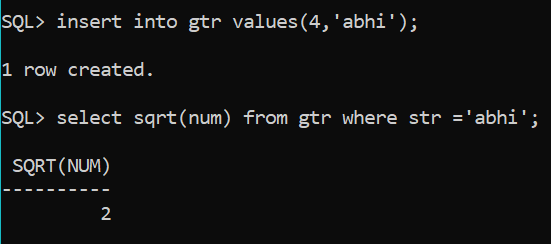 SQL> insert into gtr values(4,'abhi');
1 row created.
SQL> select sqrt(num) from gtr where str ='abhi';
SQRT(NUM)
----------
2